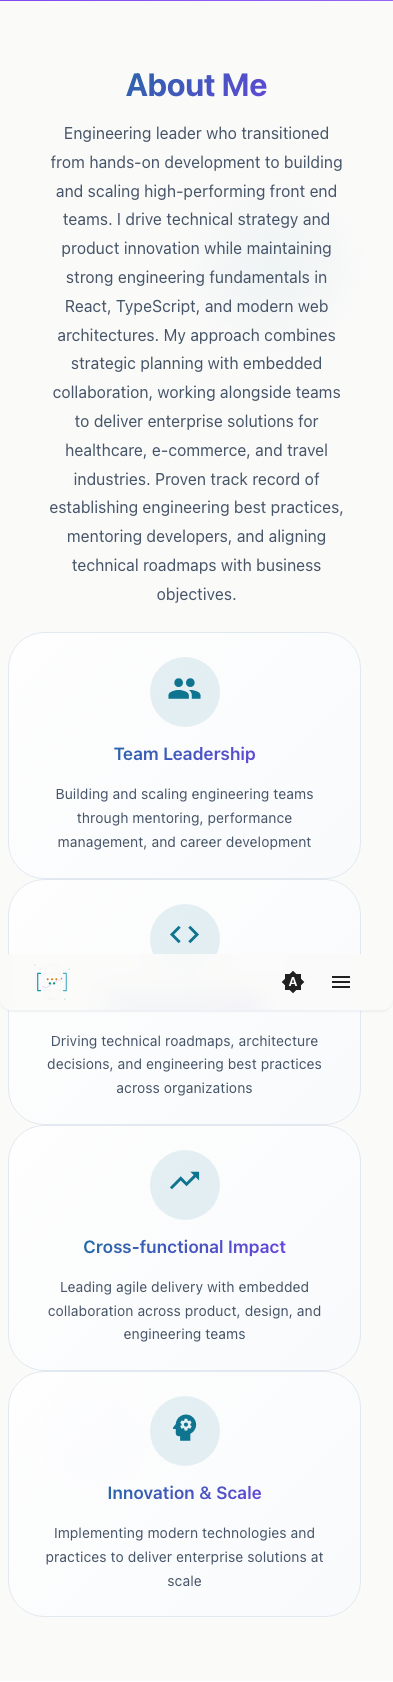 About Me
Engineering leader who transitioned
from hands-on development to building
and scaling high-performing front end
teams. I drive technical strategy and
product innovation while maintaining
strong engineering fundamentals in
React, TypeScript, and modern web
architectures. My approach combines
strategic planning with embedded
collaboration, working alongside teams
to deliver enterprise solutions for
healthcare, e-commerce, and travel
industries. Proven track record of
establishing engineering best practices,
mentoring developers, and aligning
technical roadmaps with business
objectives.
Team Leadership
Building and scaling engineering teams
through mentoring, performance
management, and career development
A
Driving technical roadmaps, architecture
decisions, and engineering best practices
across organizations
Cross-functional Impact
Leading agile delivery with embedded
collaboration across product, design, and
engineering teams
Innovation & Scale
Implementing modern technologies and
practices to deliver enterprise solutions at
scale